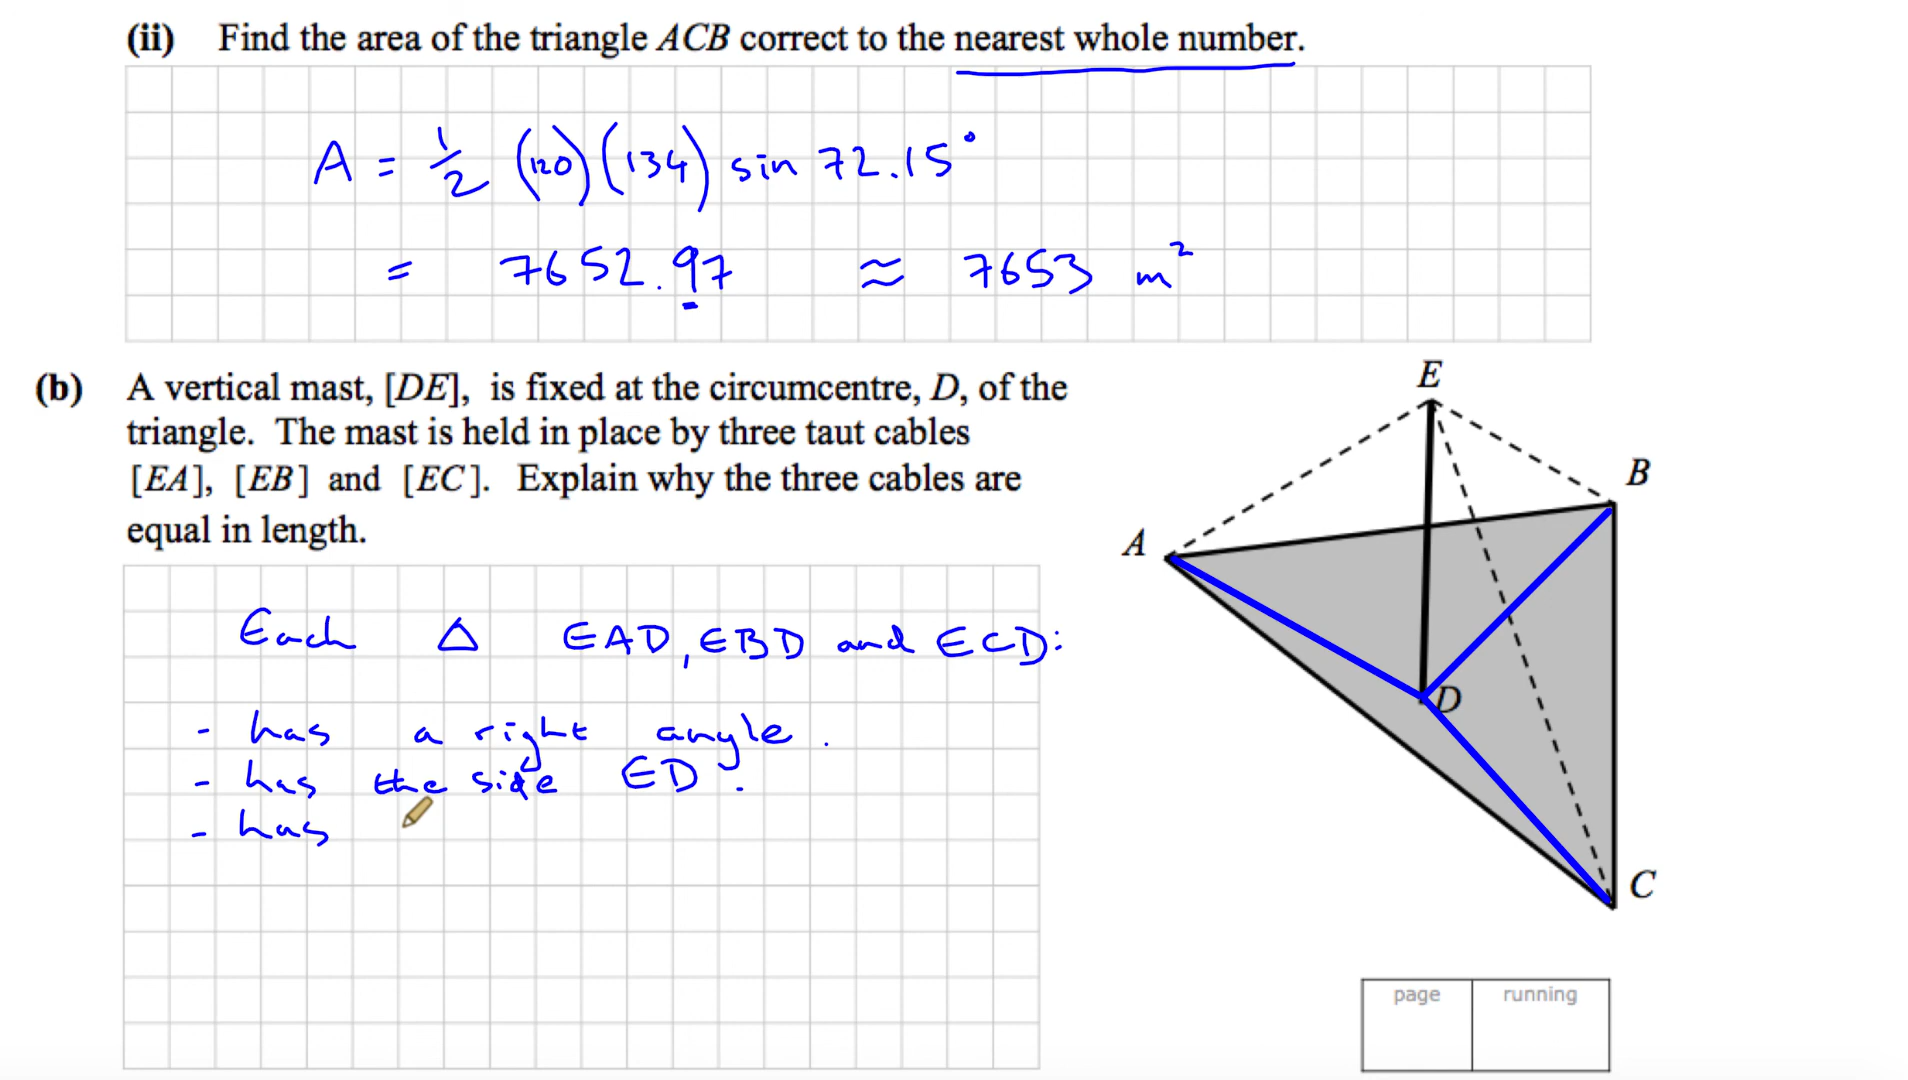 (ii) Find the area of the triangle ACB correct to the nearest whole number.
A = 1/2 (120)(134) sin 72.15°
= 7652.97 ≈ 7653 m²
(b) A vertical mast, [DE], is fixed at the circumcentre, D, of the
triangle. The mast is held in place by three taut cables
[EA], [EB] and [EC]. Explain why the three cables are
equal in length.
Each △ EAD, EBD and ECD:
- has a right angle.
- has the side ED.
- has
E
B
A
D
C
page running